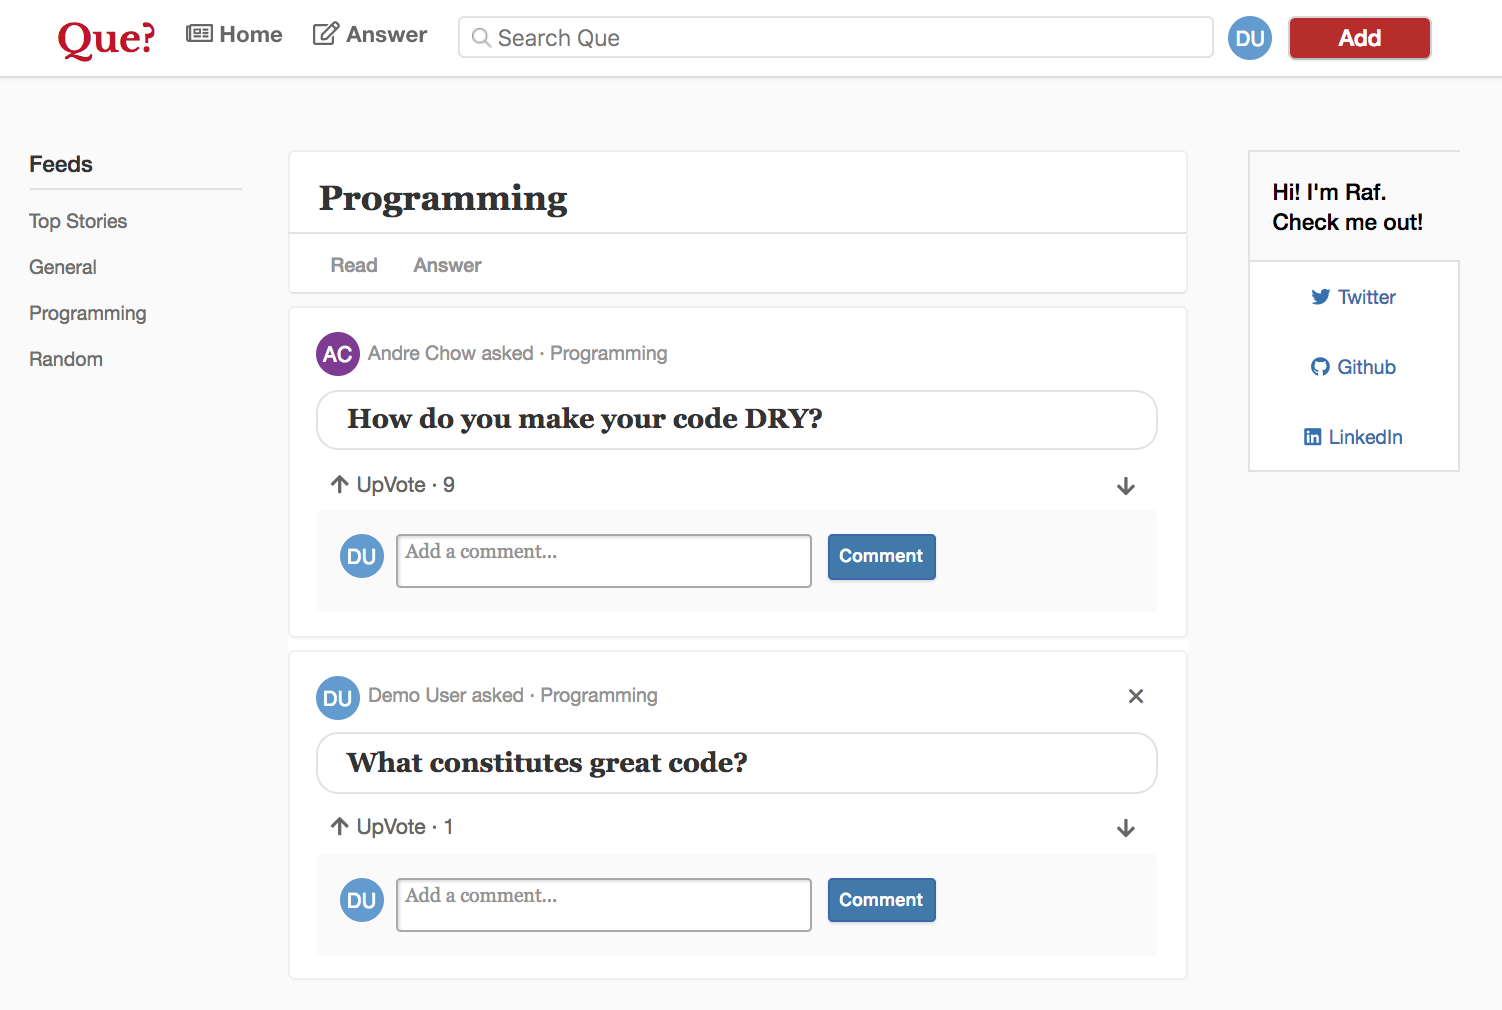 Que?
Home
Answer
Search Que
DU
Add
Feeds
Top Stories
General
Programming
Random
Programming
Read
Answer
AC
Andre Chow asked · Programming
How do you make your code DRY?
UpVote · 9
DU
Add a comment...
Comment
DU
Demo User asked · Programming
What constitutes great code?
UpVote · 1
DU
Add a comment...
Comment
Hi! I'm Raf.
Check me out!
Twitter
Github
LinkedIn